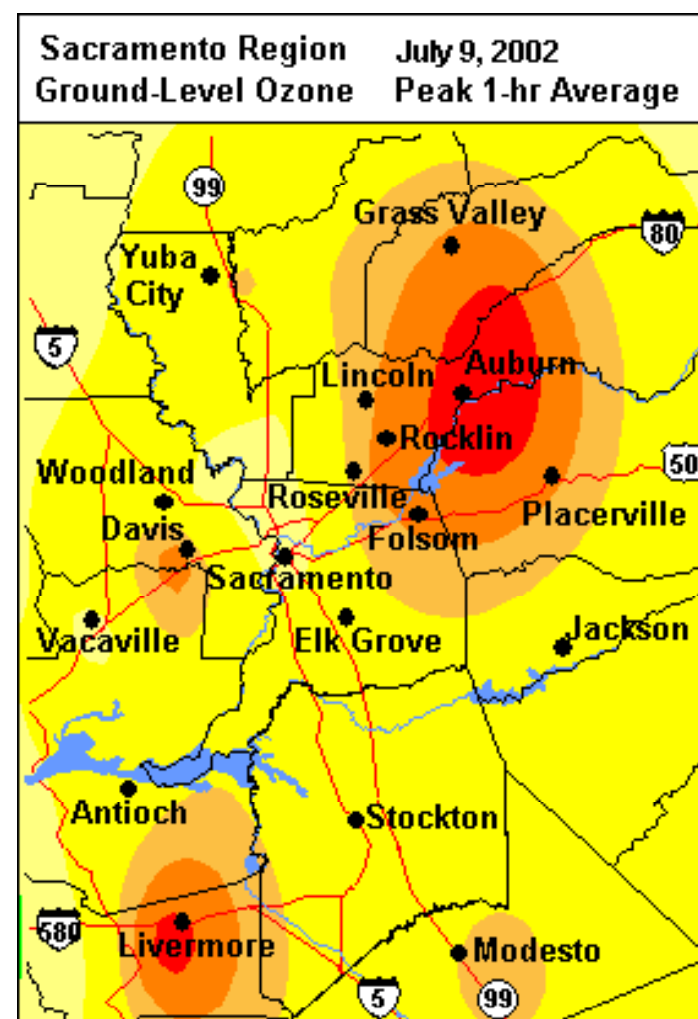 Sacramento Region July 9, 2002
Ground-Level Ozone Peak 1-hr Average
99
Grass Valley
80
Yuba
City
5
Auburn
Lincoln
Rocklin
50
Woodland
Roseville
Placerville
Davis
Folsom
Sacramento
Vacaville
Elk Grove
Jackson
Antioch
Stockton
580
Livermore
Modesto
5
99